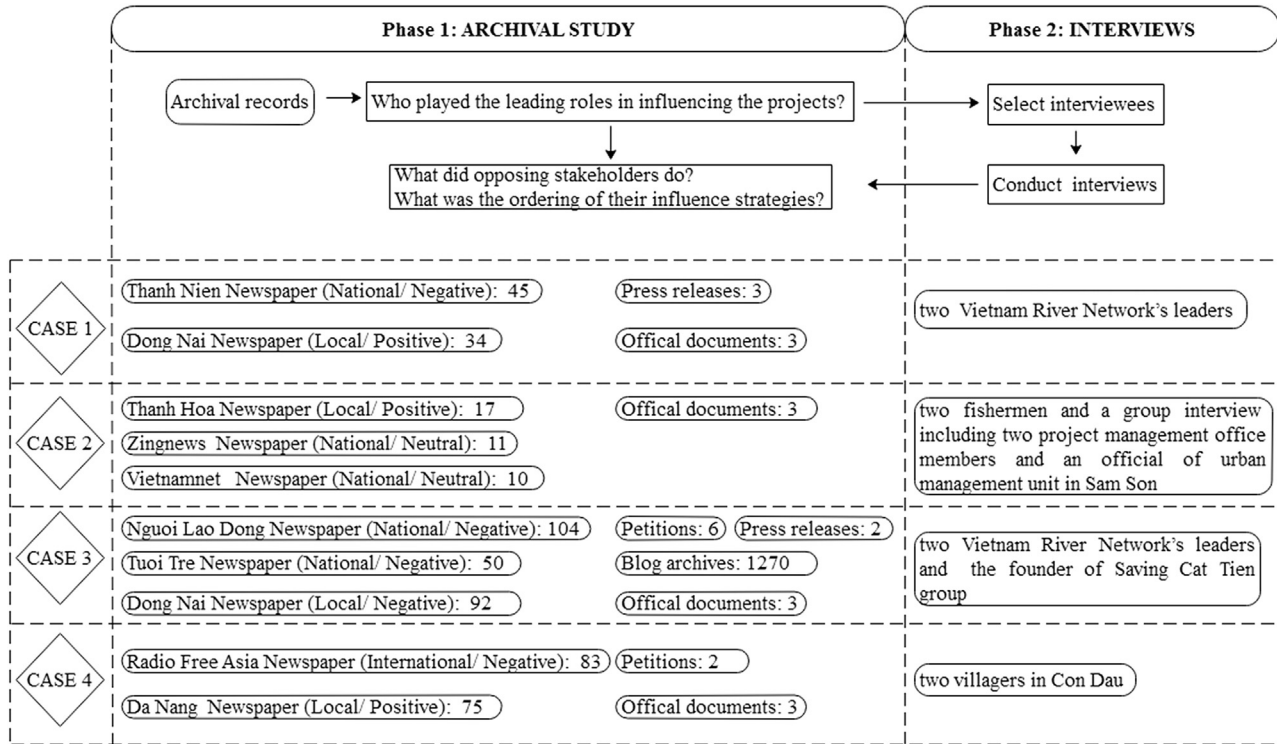 Phase 1: ARCHIVAL STUDY
Phase 2: INTERVIEWS
Archival records
Who played the leading roles in influencing the projects?
Select interviewees
What did opposing stakeholders do?
What was the ordering of their influence strategies?
Conduct interviews
CASE 1
Thanh Nien Newspaper (National/ Negative): 45
Press releases: 3
Dong Nai Newspaper (Local/ Positive): 34
Offical documents: 3
two Vietnam River Network's leaders
CASE 2
Thanh Hoa Newspaper (Local/ Positive): 17
Offical documents: 3
Zingnews Newspaper (National/ Neutral): 11
Vietnamnet Newspaper (National/ Neutral): 10
two fishermen and a group interview
including two project management office
members and an official of urban
management unit in Sam Son
CASE 3
Nguoi Lao Dong Newspaper (National/ Negative): 104
Petitions: 6
Press releases: 2
Tuoi Tre Newspaper (National/ Negative): 50
Blog archives: 1270
Dong Nai Newspaper (Local/ Negative): 92
Offical documents: 3
two Vietnam River Network's leaders
and the founder of Saving Cat Tien
group
CASE 4
Radio Free Asia Newspaper (International/ Negative): 83
Petitions: 2
Da Nang Newspaper (Local/ Positive): 75
Offical documents: 3
two villagers in Con Dau